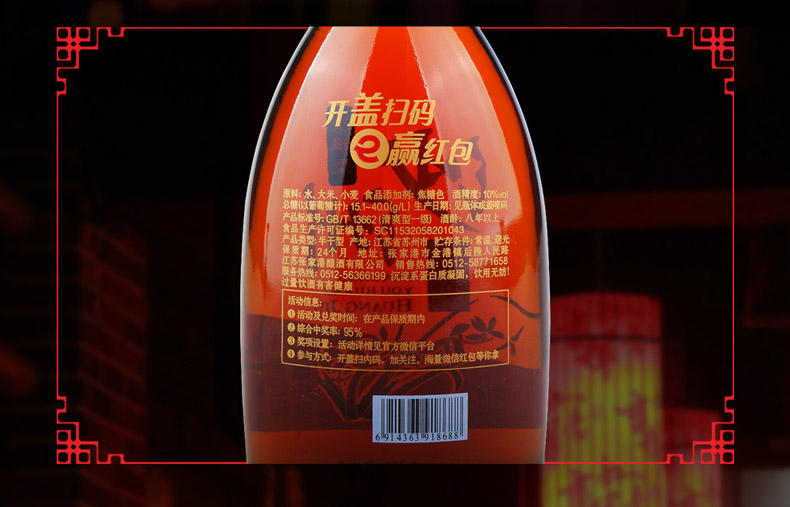 开盖扫码
赢红包
原料: 水、大米、小麦 食品添加剂: 焦糖色 酒精度: 10%vol
总糖(以葡萄糖计): 15.1~40.0(g/L) 生产日期: 见瓶体或盖喷码
产品标准号: GB/T 13662 (清爽型一级) 酒龄: 八年以上
食品生产许可证编号: SC11532058201043
产品类型: 半干型 产地: 江苏省苏州市 贮存条件: 常温、避光
保质期: 24个月 地址: 张家港市金港镇后塍人民路
江苏张家港酿酒有限公司 销售热线: 0512-58771658
服务热线: 0512-56366199 沉淀系蛋白质凝固, 饮用无妨!
过量饮酒有害健康
活动信息:
❶ 活动及兑奖时间: 在产品保质期内
❷ 综合中奖率: 95%
❸ 奖项设置: 活动详情见官方微信平台
❹ 参与方式: 开盖扫内码, 加关注, 海量微信红包等你拿
6 914363 918688